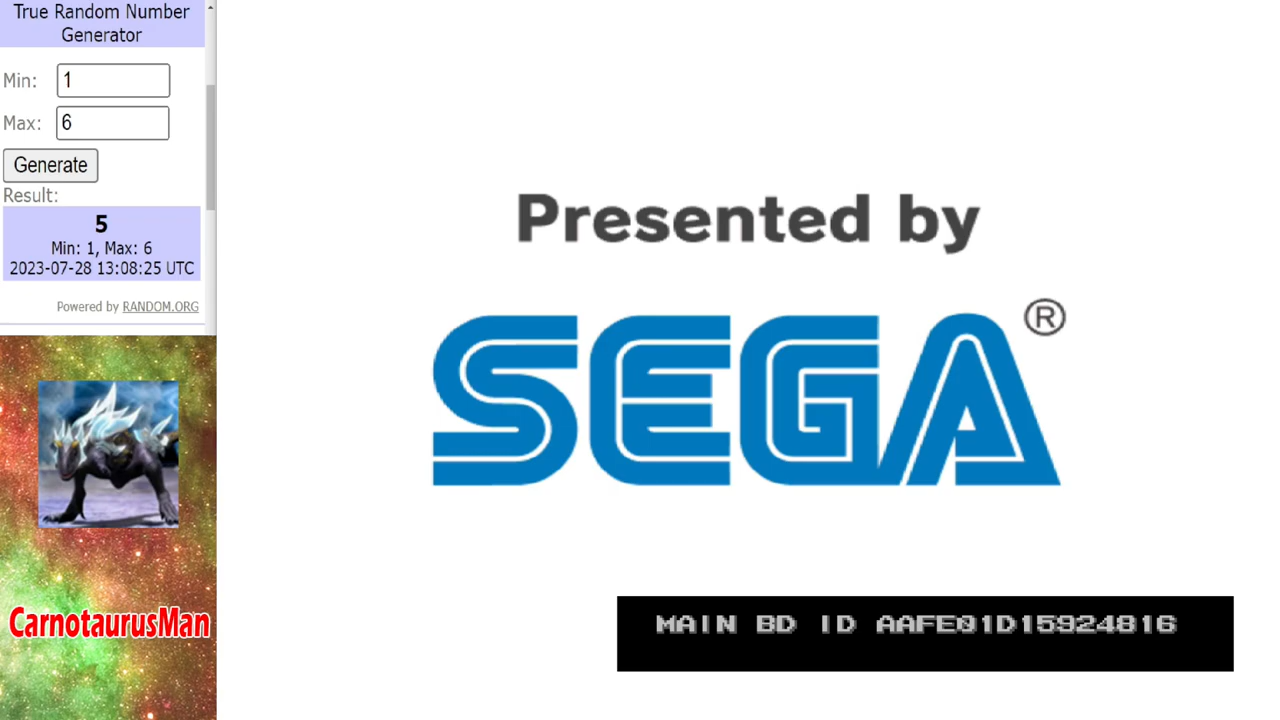 True Random Number
Generator
Min: 1
Max: 6
Generate
Result:
5
Min: 1, Max: 6
2023-07-28 13:08:25 UTC
Powered by RANDOM.ORG
CarnotaurusMan
Presented by
SEGA®
MAIN BD ID AAFE01D15924816